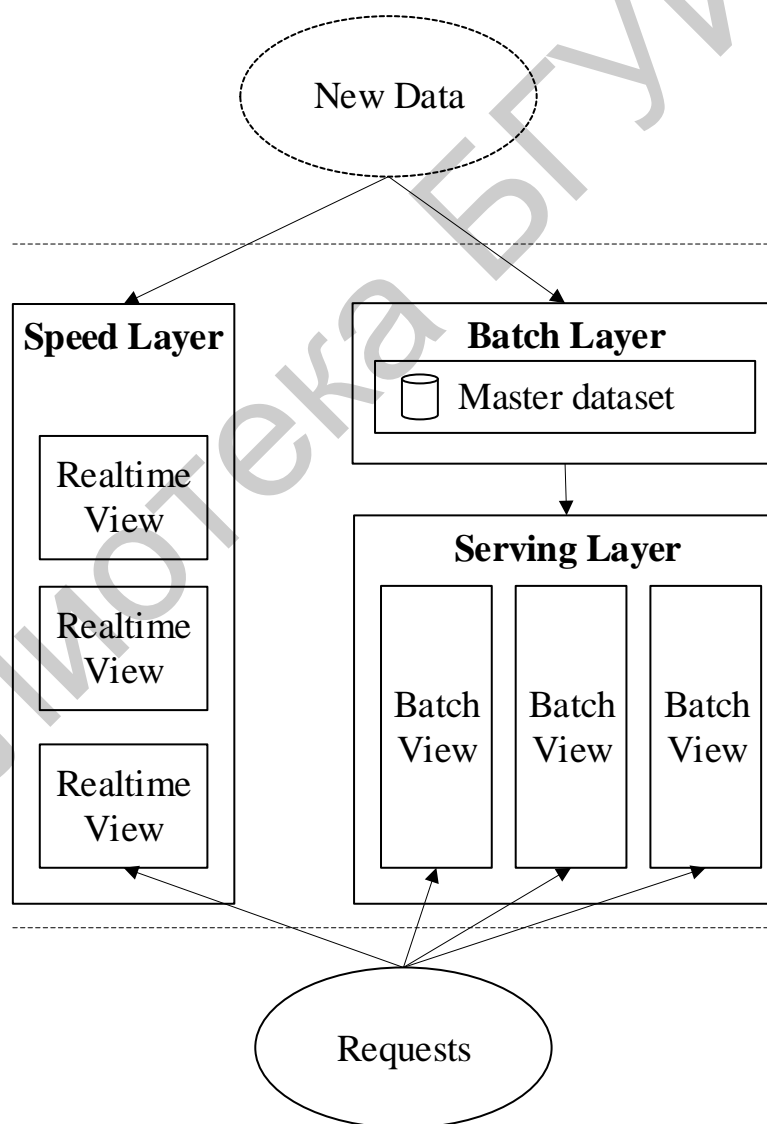 New Data
Speed Layer
Realtime
View
Realtime
View
Realtime
View
Batch Layer
Master dataset
Serving Layer
Batch
View
Batch
View
Batch
View
Requests